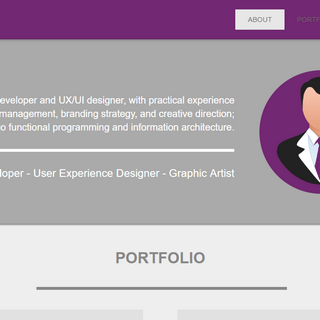 ABOUT PORTF
eveloper and UX/UI designer, with practical experience
management, branding strategy, and creative direction;
o functional programming and information architecture.
loper - User Experience Designer - Graphic Artist
PORTFOLIO